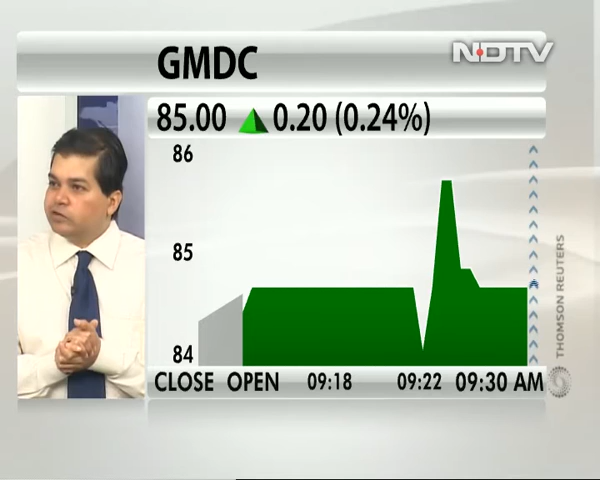 GMDC
NDTV
85.00 0.20 (0.24%)
86
85
84
CLOSE OPEN 09:18 09:22 09:30 AM
THOMSON REUTERS